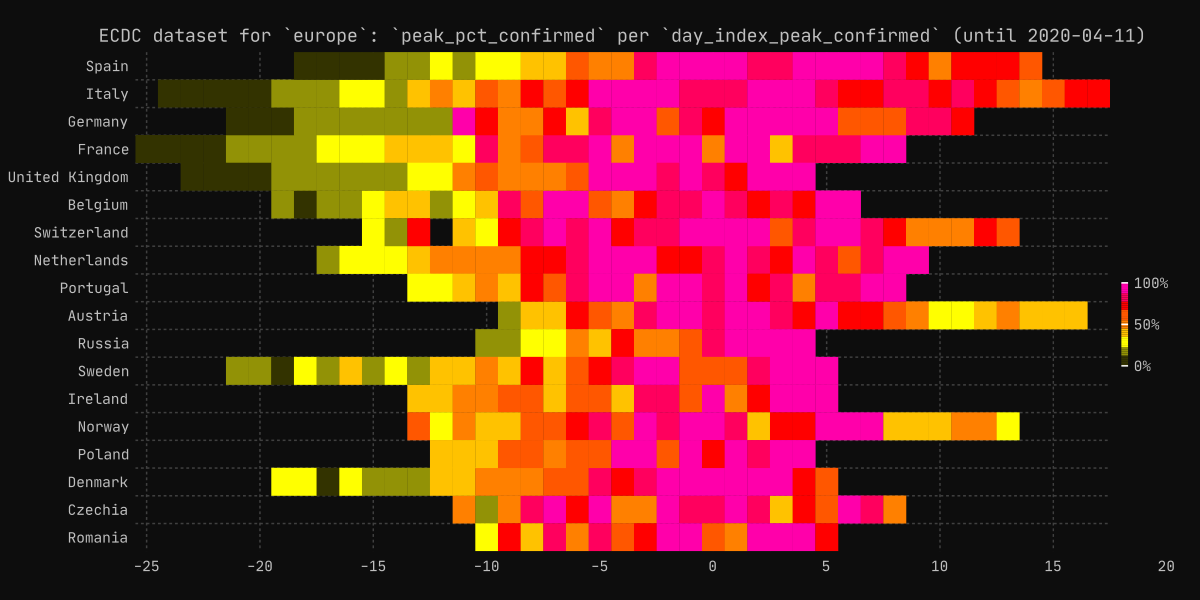 ECDC dataset for `europe`: `peak_pct_confirmed` per `day_index_peak_confirmed` (until 2020-04-11)
Spain
Italy
Germany
France
United Kingdom
Belgium
Switzerland
Netherlands
Portugal
Austria
Russia
Sweden
Ireland
Norway
Poland
Denmark
Czechia
Romania
100%
50%
0%
-25 -20 -15 -10 -5 0 5 10 15 20